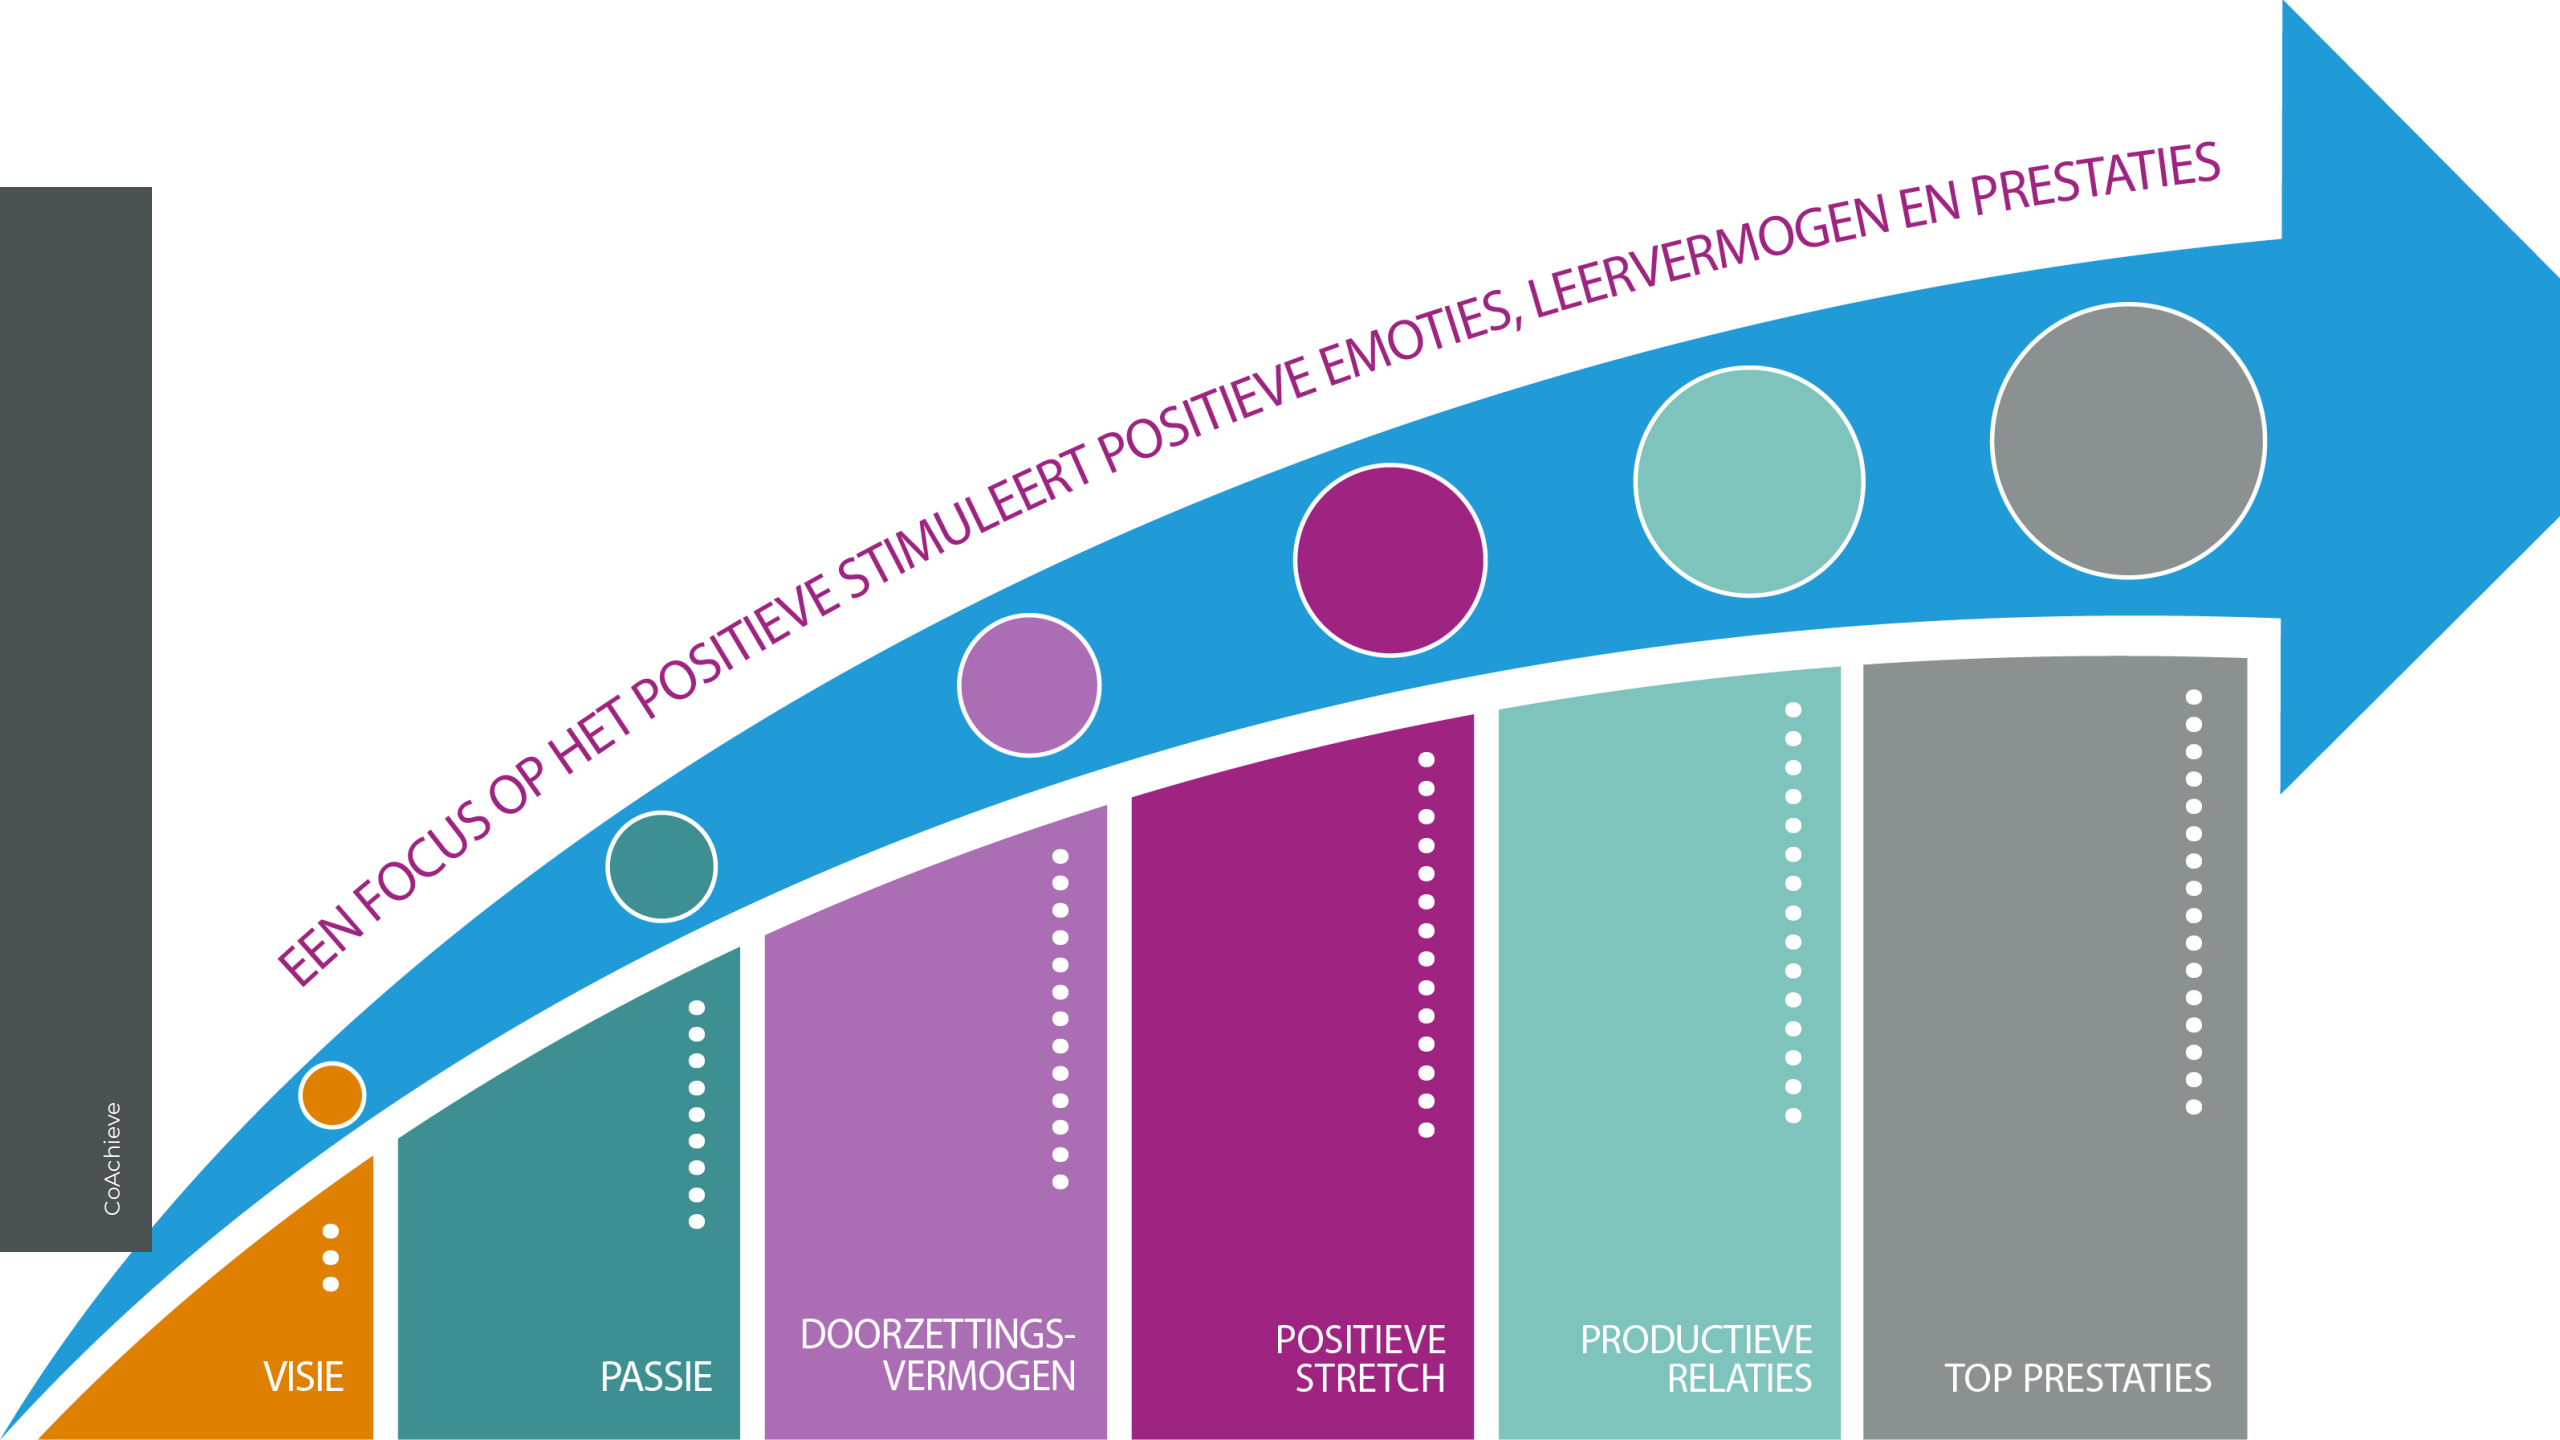 EEN FOCUS OP HET POSITIEVE STIMULEERT POSITIEVE EMOTIES, LEERVERMOGEN EN PRESTATIES
CoAchieve
VISIE
PASSIE
DOORZETTINGS-
VERMOGEN
POSITIEVE
STRETCH
PRODUCTIEVE
RELATIES
TOP PRESTATIES